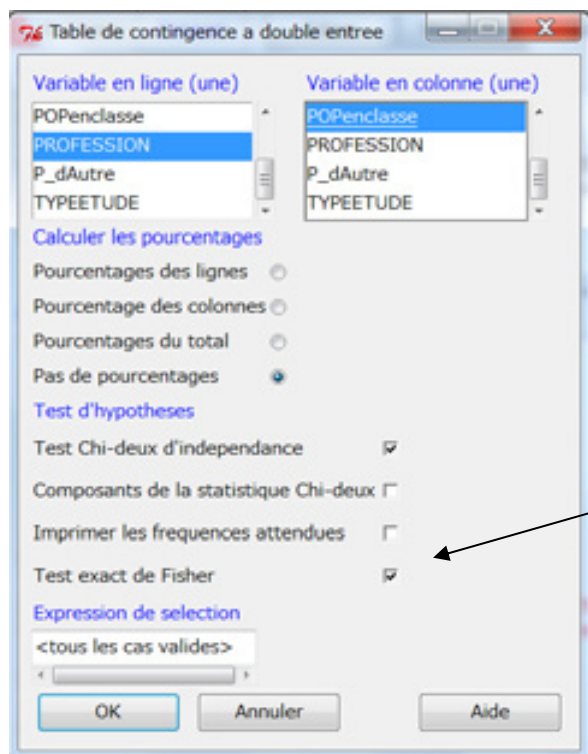 Table de contingence a double entree
Variable en ligne (une)
POPenclasse
PROFESSION
P_dAutre
TYPEETUDE
Variable en colonne (une)
POPenclasse
PROFESSION
P_dAutre
TYPEETUDE
Calculer les pourcentages
Pourcentages des lignes
Pourcentage des colonnes
Pourcentages du total
Pas de pourcentages
Test d'hypotheses
Test Chi-deux d'independance
Composants de la statistique Chi-deux
Imprimer les frequences attendues
Test exact de Fisher
Expression de selection
<tous les cas valides>
OK Annuler Aide